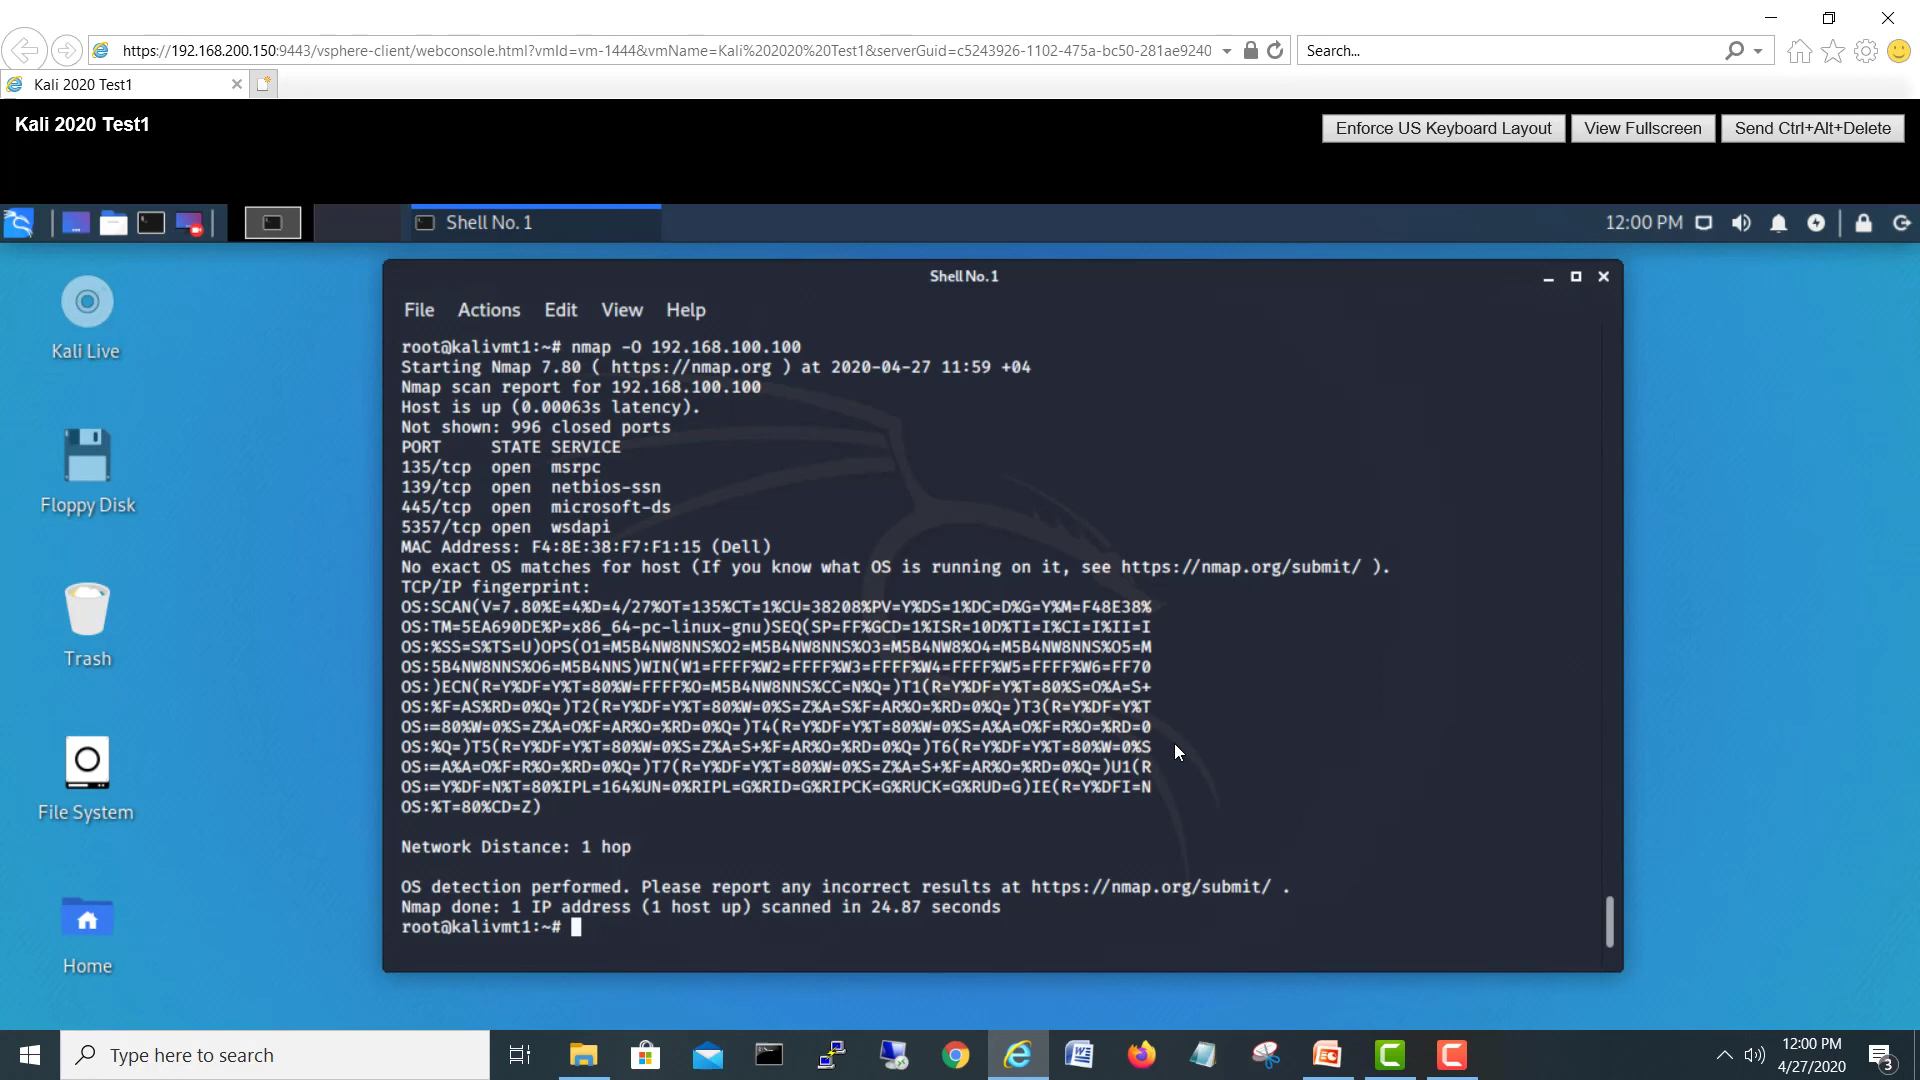 https://192.168.200.150:9443/vsphere-client/webconsole.html?vmId=vm-1444&vmName=Kali%202020%20Test1&serverGuid=c5243926-1102-475a-bc50-281ae9240
Search...
Kali 2020 Test1
Kali 2020 Test1
Enforce US Keyboard Layout
View Fullscreen
Send Ctrl+Alt+Delete
Shell No. 1
12:00 PM
Kali Live
Floppy Disk
Trash
File System
Home
Shell No. 1
File Actions Edit View Help
root@kalivmt1:~# nmap -O 192.168.100.100
Starting Nmap 7.80 ( https://nmap.org ) at 2020-04-27 11:59 +04
Nmap scan report for 192.168.100.100
Host is up (0.00063s latency).
Not shown: 996 closed ports
PORT     STATE SERVICE
135/tcp  open  msrpc
139/tcp  open  netbios-ssn
445/tcp  open  microsoft-ds
5357/tcp open  wsdapi
MAC Address: F4:8E:38:F7:F1:15 (Dell)
No exact OS matches for host (If you know what OS is running on it, see https://nmap.org/submit/ ).
TCP/IP fingerprint:
OS:SCAN(V=7.80%E=4%D=4/27%OT=135%CT=1%CU=38208%PV=Y%DS=1%DC=D%G=Y%M=F48E38%
OS:TM=5EA690DE%P=x86_64-pc-linux-gnu)SEQ(SP=FF%GCD=1%ISR=10D%TI=I%CI=I%II=I
OS:%SS=S%TS=U)OPS(O1=M5B4NW8NNS%O2=M5B4NW8NNS%O3=M5B4NW8%O4=M5B4NW8NNS%O5=M
OS:5B4NW8NNS%O6=M5B4NNS)WIN(W1=FFFF%W2=FFFF%W3=FFFF%W4=FFFF%W5=FFFF%W6=FF70
OS:)ECN(R=Y%DF=Y%T=80%W=FFFF%O=M5B4NW8NNS%CC=N%Q=)T1(R=Y%DF=Y%T=80%S=O%A=S+
OS:%F=AS%RD=0%Q=)T2(R=Y%DF=Y%T=80%W=0%S=Z%A=S%F=AR%O=%RD=0%Q=)T3(R=Y%DF=Y%T
OS:=80%W=0%S=Z%A=O%F=AR%O=%RD=0%Q=)T4(R=Y%DF=Y%T=80%W=0%S=A%A=O%F=R%O=%RD=0
OS:%Q=)T5(R=Y%DF=Y%T=80%W=0%S=Z%A=S+%F=AR%O=%RD=0%Q=)T6(R=Y%DF=Y%T=80%W=0%S
OS:=A%A=O%F=R%O=%RD=0%Q=)T7(R=Y%DF=Y%T=80%W=0%S=Z%A=S+%F=AR%O=%RD=0%Q=)U1(R
OS:=Y%DF=N%T=80%IPL=164%UN=0%RIPL=G%RID=G%RIPCK=G%RUCK=G%RUD=G)IE(R=Y%DFI=N
OS:%T=80%CD=Z)
Network Distance: 1 hop
OS detection performed. Please report any incorrect results at https://nmap.org/submit/ .
Nmap done: 1 IP address (1 host up) scanned in 24.87 seconds
root@kalivmt1:~#
Type here to search
12:00 PM
4/27/2020
3